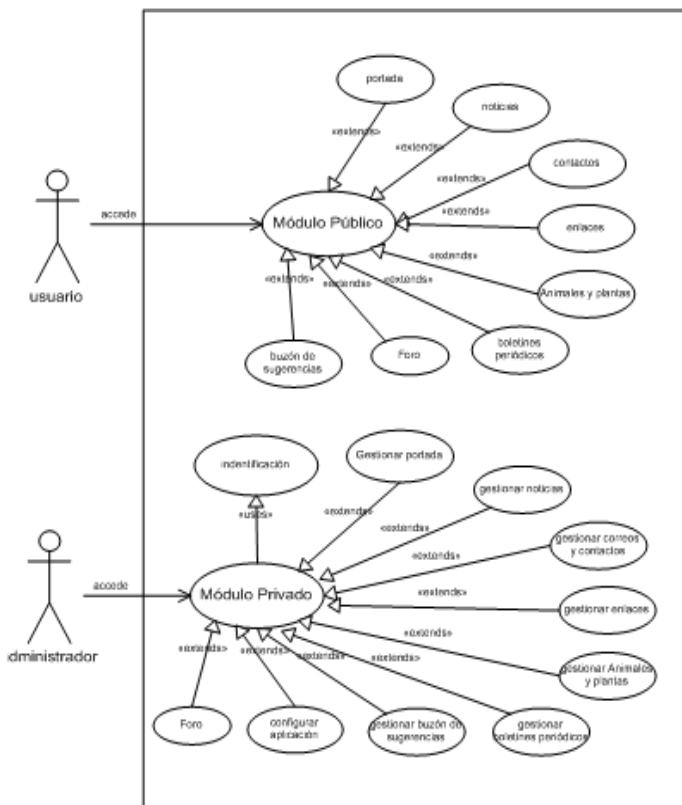 portada
noticias
«extends»
«extends»
contactos
«extends»
accede
Módulo Público
«extends»
enlaces
usuario
«extends»
«extends»
«extends»
«extends»
Animales y plantas
buzón de
sugerencias
Foro
boletines
periódicos
indentificación
Gestionar portada
gestionar noticias
«uses»
«extends»
«extends»
gestionar correos
y contactos
«extends»
accede
Módulo Privado
«extends»
gestionar enlaces
dministrador
«extends»
«extends»
«extends»
«extends»
«extends»
gestionar Animales
y plantas
Foro
configurar
aplicación
gestionar buzón de
sugerencias
gestionar
boletines periódicos